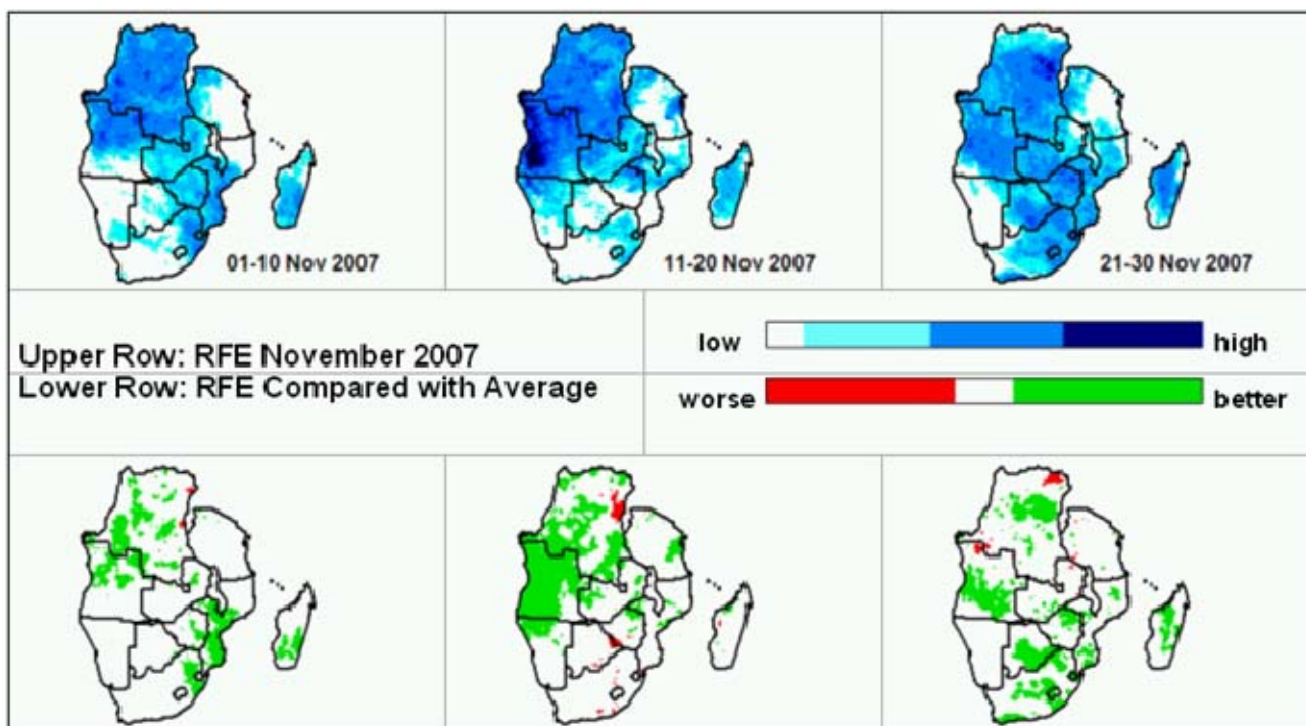 01-10 Nov 2007
11-20 Nov 2007
21-30 Nov 2007
Upper Row: RFE November 2007
low
high
Lower Row: RFE Compared with Average
worse
better